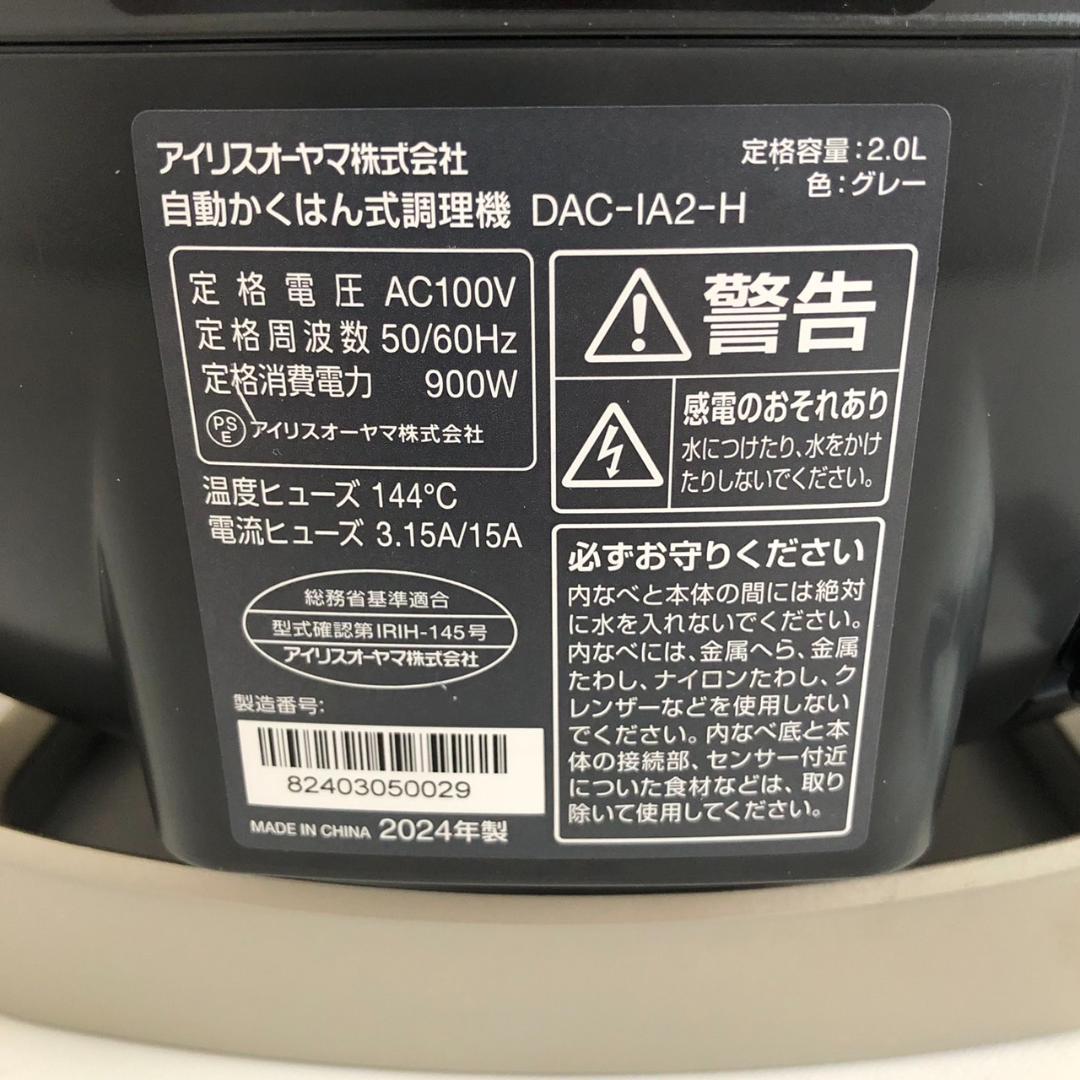 アイリスオーヤマ株式会社
定格容量:2.0L
色:グレー
自動かくはん式調理機 DAC-IA2-H
定格電圧 AC100V
定格周波数 50/60Hz
定格消費電力 900W
PSE アイリスオーヤマ株式会社
温度ヒューズ 144℃
電流ヒューズ 3.15A/15A
総務省基準適合
型式確認第IRIH-145号
アイリスオーヤマ株式会社
製造番号:
82403050029
MADE IN CHINA 2024年製
警告
感電のおそれあり
水につけたり、水をかけ
たりしないでください。
必ずお守りください
内なべと本体の間には絶対
に水を入れないでください。
内なべには、金属へら、金属
たわし、ナイロンたわし、ク
レンザーなどを使用しない
でください。内なべ底と本
体の接続部、センサー付近
についた食材などは、取り
除いて使用してください。